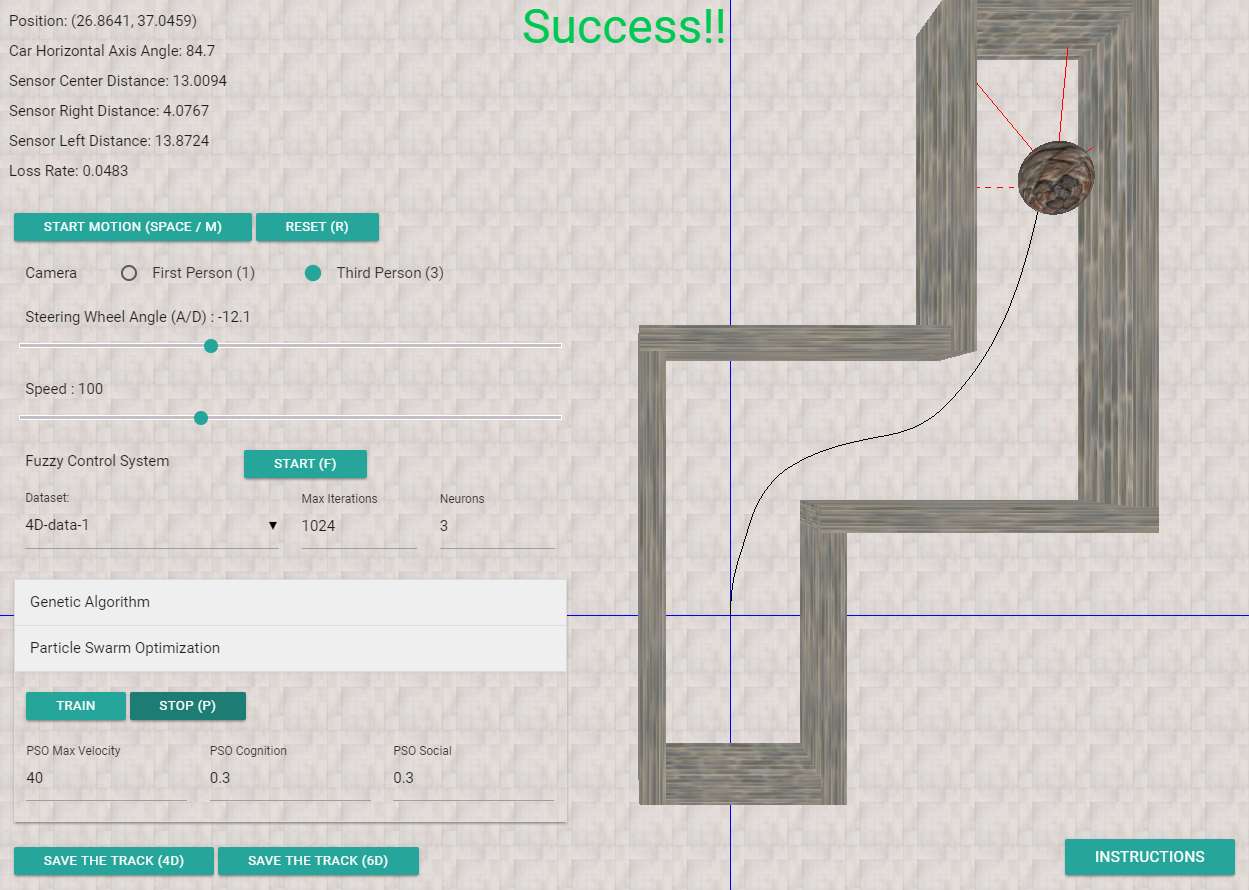 Success!!
Position: (26.8641, 37.0459)
Car Horizontal Axis Angle: 84.7
Sensor Center Distance: 13.0094
Sensor Right Distance: 4.0767
Sensor Left Distance: 13.8724
Loss Rate: 0.0483
START MOTION (SPACE / M) RESET (R)
Camera First Person (1) Third Person (3)
Steering Wheel Angle (A/D) : -12.1
Speed : 100
Fuzzy Control System START (F)
Dataset: Max Iterations Neurons
4D-data-1 1024 3
Genetic Algorithm
Particle Swarm Optimization
TRAIN STOP (P)
PSO Max Velocity PSO Cognition PSO Social
40 0.3 0.3
SAVE THE TRACK (4D) SAVE THE TRACK (6D)
INSTRUCTIONS